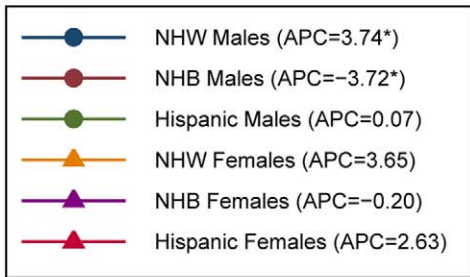 NHW Males (APC=3.74*)
NHB Males (APC=−3.72*)
Hispanic Males (APC=0.07)
NHW Females (APC=3.65)
NHB Females (APC=−0.20)
Hispanic Females (APC=2.63)